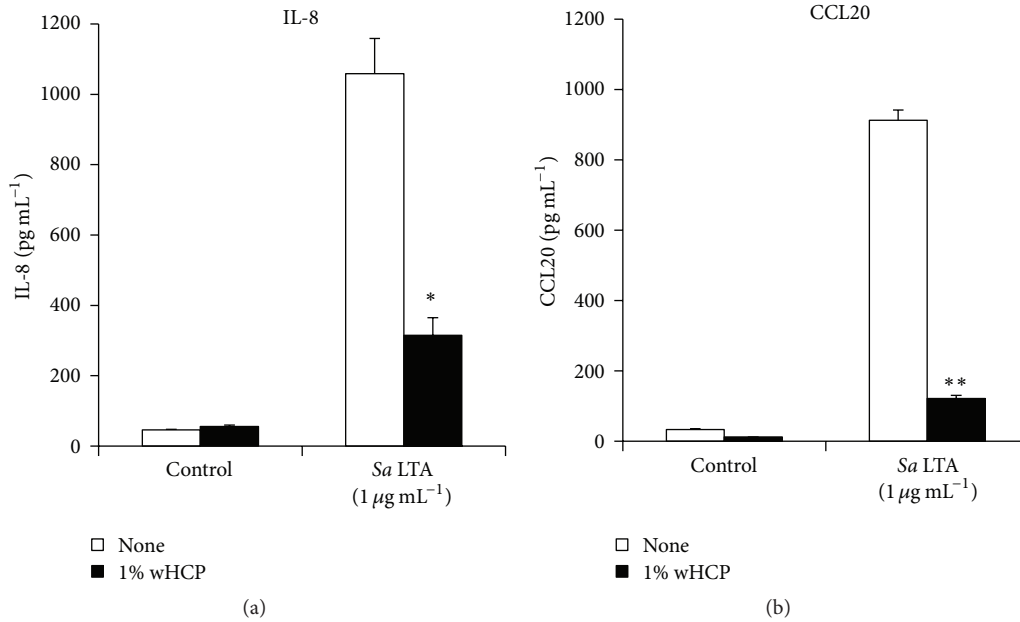 IL-8
1200
1000
800
600
400
200
0
IL-8 (pg mL⁻¹)
*
Control
Sa LTA
(1 μg mL⁻¹)
None
1% wHCP
(a)
CCL20
1200
1000
800
600
400
200
0
CCL20 (pg mL⁻¹)
**
Control
Sa LTA
(1 μg mL⁻¹)
None
1% wHCP
(b)